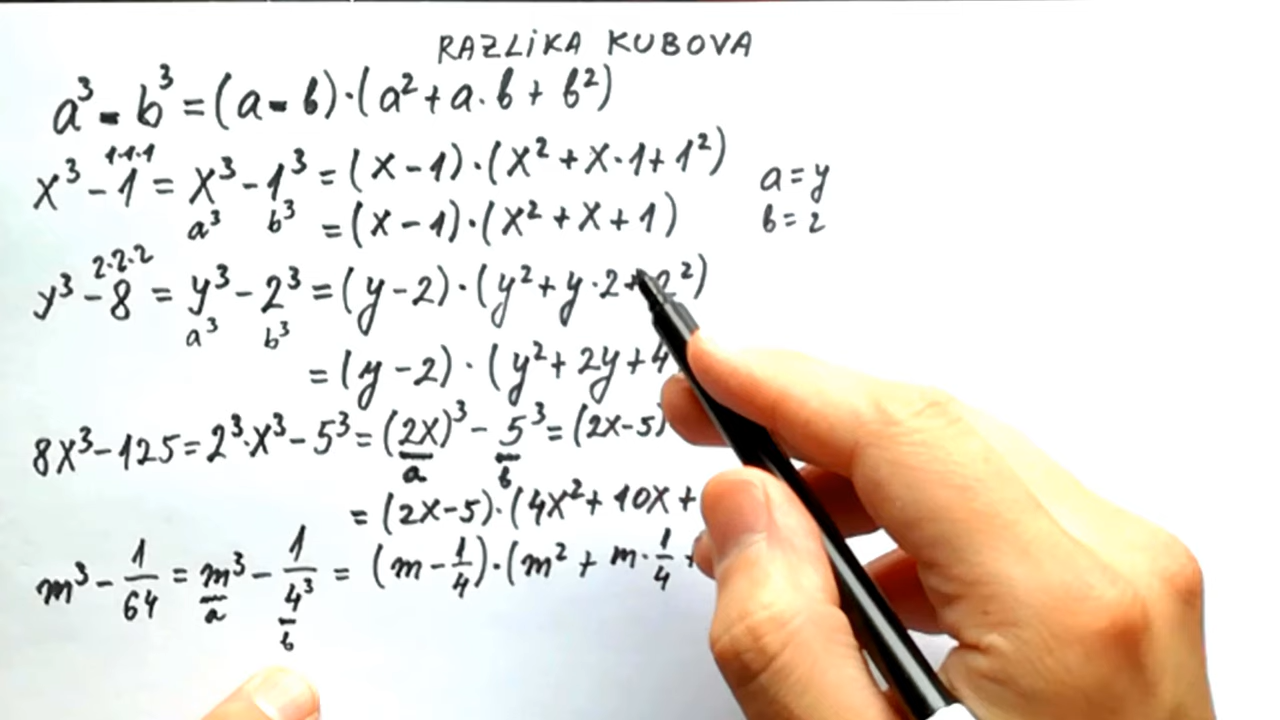 RAZLIKA KUBOVA
a³ - b³ = (a - b)·(a² + a·b + b²)
1·1·1
x³ - 1 = x³ - 1³ = (x - 1)·(x² + x·1 + 1²)
a³ b³ = (x - 1)·(x² + x + 1)
a = y
b = 2
2·2·2
y³ - 8 = y³ - 2³ = (y - 2)·(y² + y·2 + 2²)
a³ b³
= (y - 2)·(y² + 2y + 4
8x³ - 125 = 2³·x³ - 5³ = (2x)³ - 5³ = (2x - 5)
a b
= (2x - 5)·(4x² + 10x +
m³ - 1/64 = m³ - 1/4³ = (m - 1/4)·(m² + m·1/4 +
a b